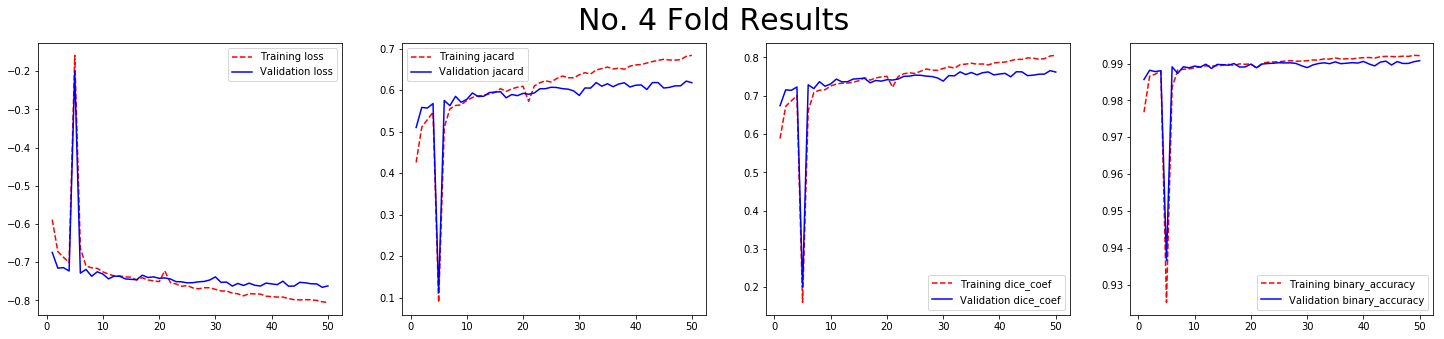 No. 4 Fold Results
Training loss
Validation loss
−0.2
−0.3
−0.4
−0.5
−0.6
−0.7
−0.8
0 10 20 30 40 50
Training jacard
Validation jacard
0.7
0.6
0.5
0.4
0.3
0.2
0.1
0 10 20 30 40 50
0.8
0.7
0.6
0.5
0.4
0.3
0.2
Training dice_coef
Validation dice_coef
0 10 20 30 40 50
0.99
0.98
0.97
0.96
0.95
0.94
0.93
Training binary_accuracy
Validation binary_accuracy
0 10 20 30 40 50